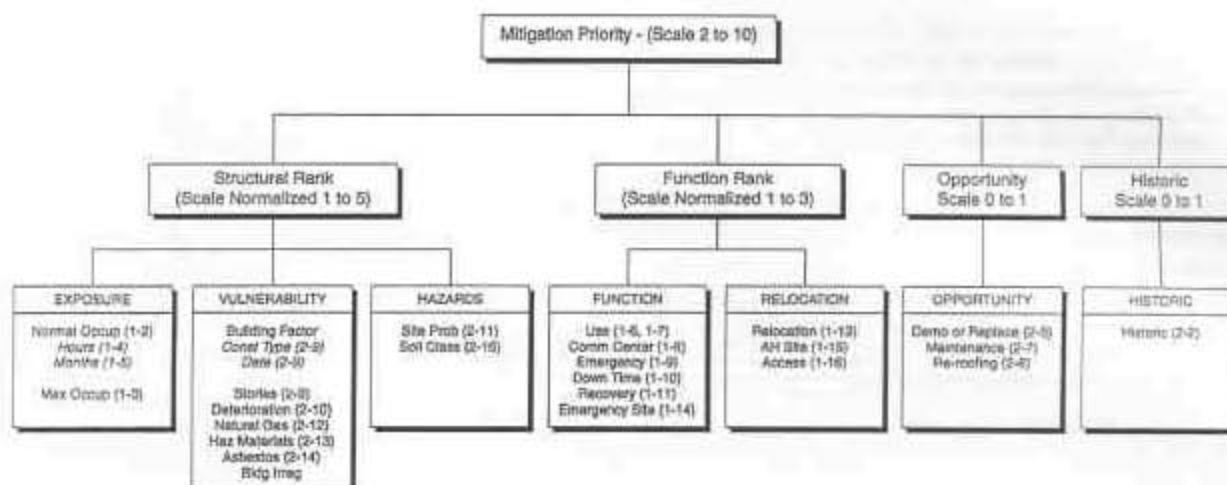 Mitigation Priority - (Scale 2 to 10)
Structural Rank
(Scale Normalized 1 to 5)
Function Rank
(Scale Normalized 1 to 3)
Opportunity
Scale 0 to 1
Historic
Scale 0 to 1
EXPOSURE
Normal Occup (1-2)
Hours (1-4)
Months (1-5)
Max Occup (1-3)
VULNERABILITY
Building Factor
Const Type (2-9)
Date (2-9)
Stories (2-8)
Deterioration (2-10)
Natural Gas (2-12)
Haz Materials (2-13)
Asbestos (2-14)
Bldg Irreg
HAZARDS
Site Prob (2-11)
Soil Class (2-15)
FUNCTION
Use (1-6, 1-7)
Comm Center (1-8)
Emergency (1-9)
Down Time (1-10)
Recovery (1-11)
Emergency Site (1-14)
RELOCATION
Relocation (1-13)
AH Site (1-15)
Access (1-16)
OPPORTUNITY
Demo or Replace (2-5)
Maintenance (2-7)
Re-roofing (2-6)
HISTORIC
Historic (2-2)